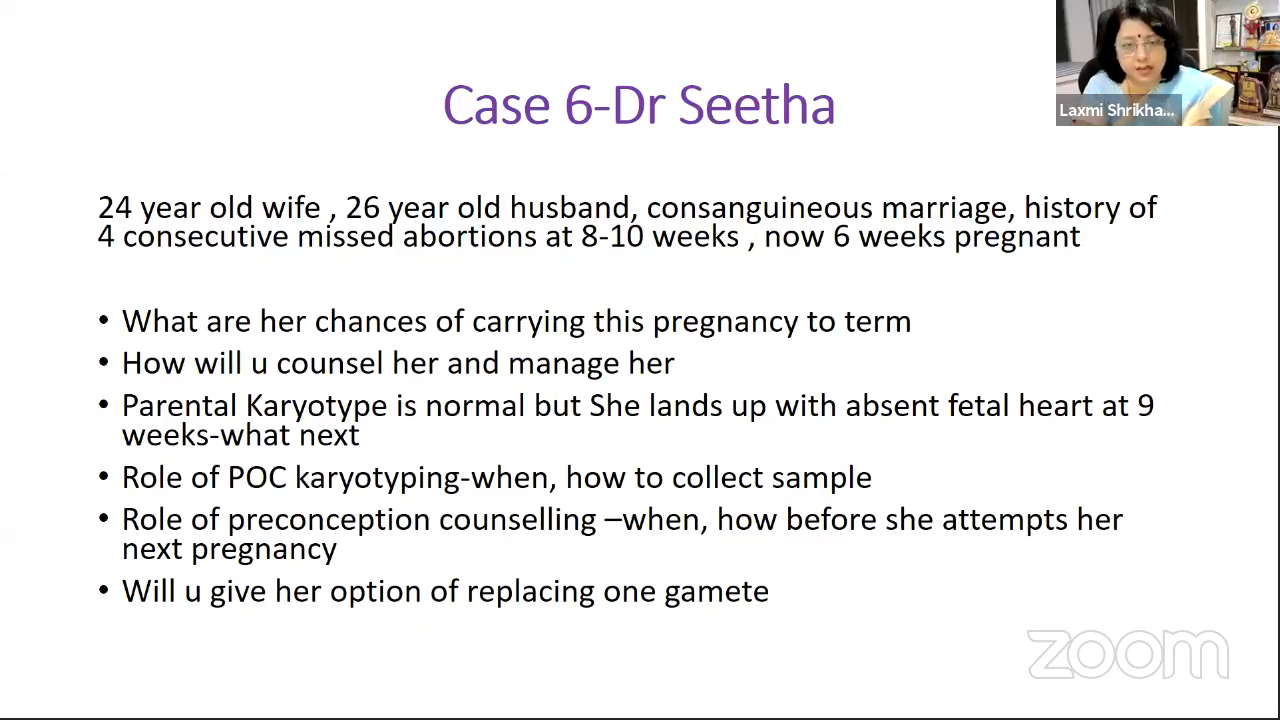 Laxmi Shrikha...
Case 6-Dr Seetha
24 year old wife , 26 year old husband, consanguineous marriage, history of
4 consecutive missed abortions at 8-10 weeks , now 6 weeks pregnant
• What are her chances of carrying this pregnancy to term
• How will u counsel her and manage her
• Parental Karyotype is normal but She lands up with absent fetal heart at 9
weeks-what next
• Role of POC karyotyping-when, how to collect sample
• Role of preconception counselling –when, how before she attempts her
next pregnancy
• Will u give her option of replacing one gamete
zoom